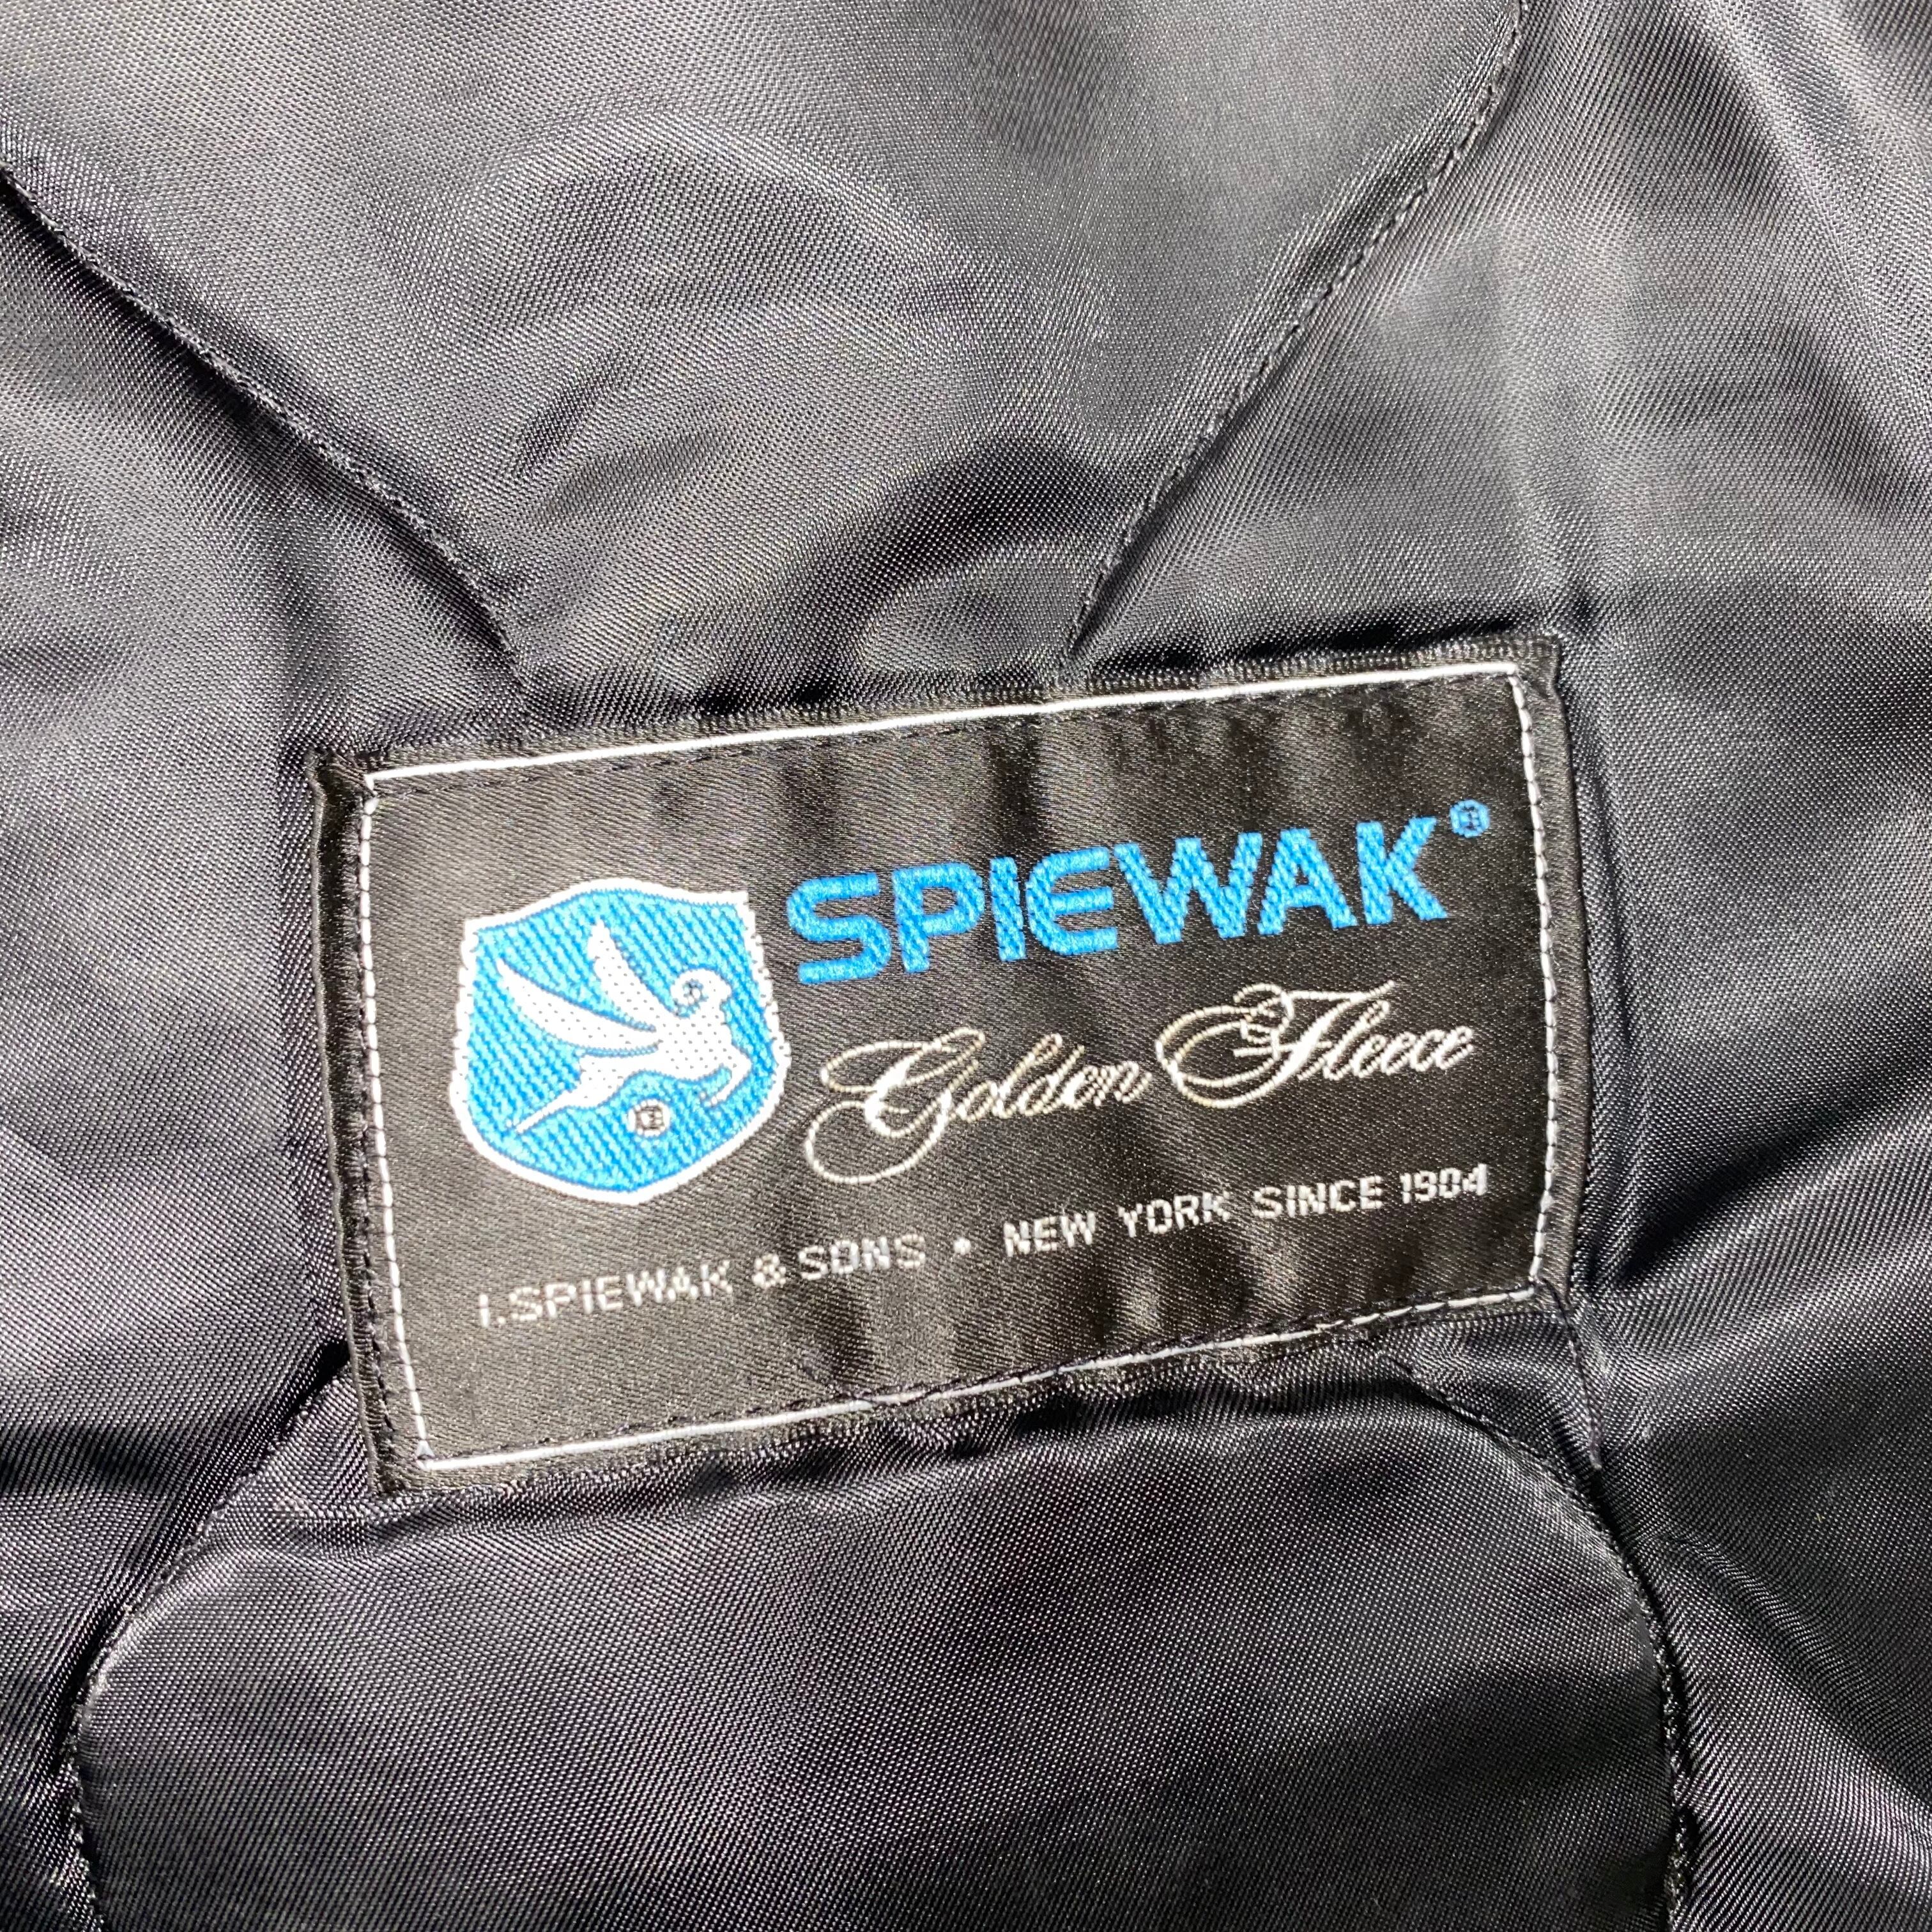 SPIEWAK®
Golden Fleece
I.SPIEWAK & SONS • NEW YORK SINCE 1904
®